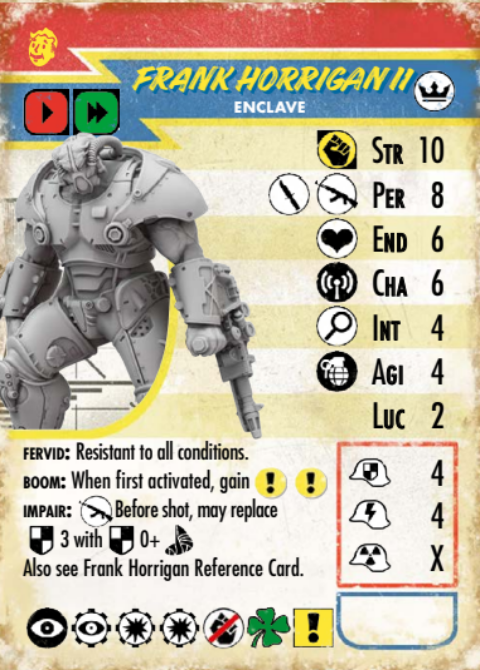 FRANK HORRIGAN II
ENCLAVE
STR 10
PER 8
END 6
CHA 6
INT 4
AGI 4
LUC 2
FERVID: Resistant to all conditions.
BOOM: When first activated, gain ! !
IMPAIR: Before shot, may replace
3 with 0+
Also see Frank Horrigan Reference Card.
4
4
X
!